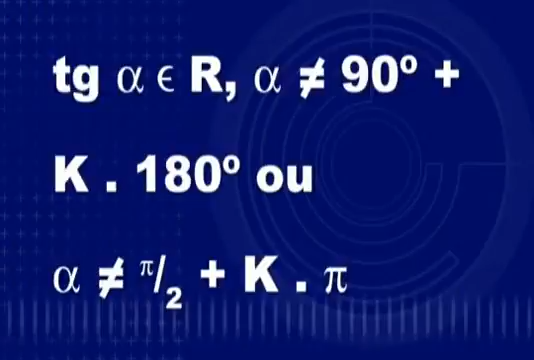 tg α ϵ R, α ≠ 90º +
K . 180º ou
α ≠ π/2 + K . π